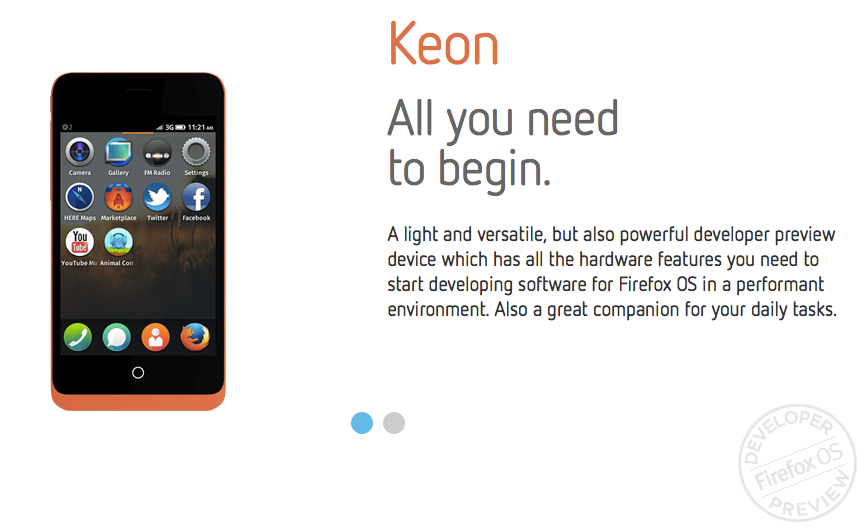 Keon
All you need
to begin.
A light and versatile, but also powerful developer preview
device which has all the hardware features you need to
start developing software for Firefox OS in a performant
environment. Also a great companion for your daily tasks.
2 3G 11:21 AM
Camera Gallery FM Radio Settings
HERE Maps Marketplace Twitter Facebook
You
Tube
YouTube Mu Animal Con
DEVELOPER
Firefox OS
PREVIEW